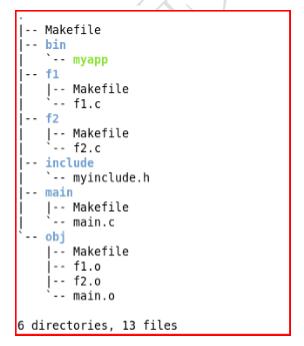 .
|-- Makefile
|-- bin
|   `-- myapp
|-- f1
|   |-- Makefile
|   `-- f1.c
|-- f2
|   |-- Makefile
|   `-- f2.c
|-- include
|   `-- myinclude.h
|-- main
|   |-- Makefile
|   `-- main.c
`-- obj
    |-- Makefile
    |-- f1.o
    |-- f2.o
    `-- main.o

6 directories, 13 files